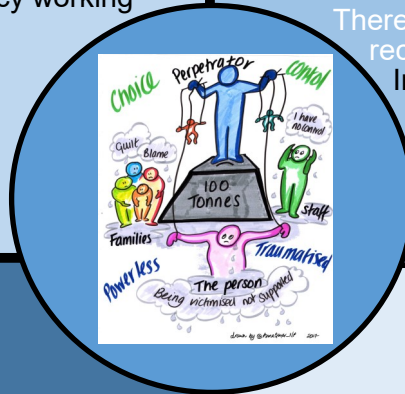 cy working
There
rec
In
choice
Perpetrator
control
I have
no control
Guilt
Blame
100
Tonnes
Staff
Families
Powerless
Traumatised
The person
Being victimised not supported
drawn by
2017